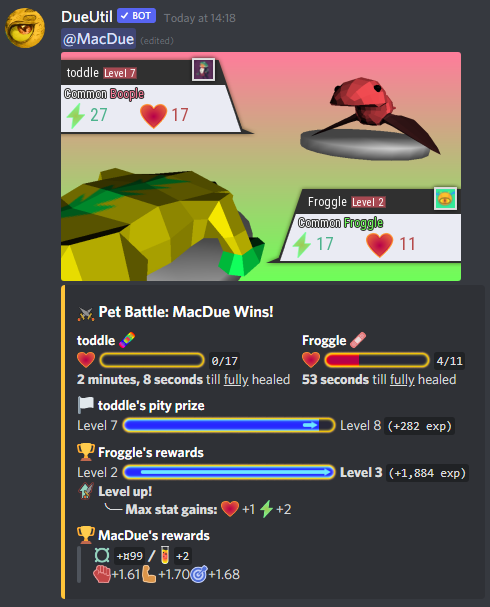 DueUtil ✓ BOT Today at 14:18
@MacDue (edited)
toddle Level 7
Common Boople
27 17
Froggle Level 2
Common Froggle
17 11
Pet Battle: MacDue Wins!
toddle Froggle
0/17 4/11
2 minutes, 8 seconds till fully healed 53 seconds till fully healed
toddle's pity prize
Level 7 Level 8 (+282 exp)
Froggle's rewards
Level 2 Level 3 (+1,884 exp)
Level up!
Max stat gains: +1 +2
MacDue's rewards
+¤99 / +2
+1.61 +1.70 +1.68